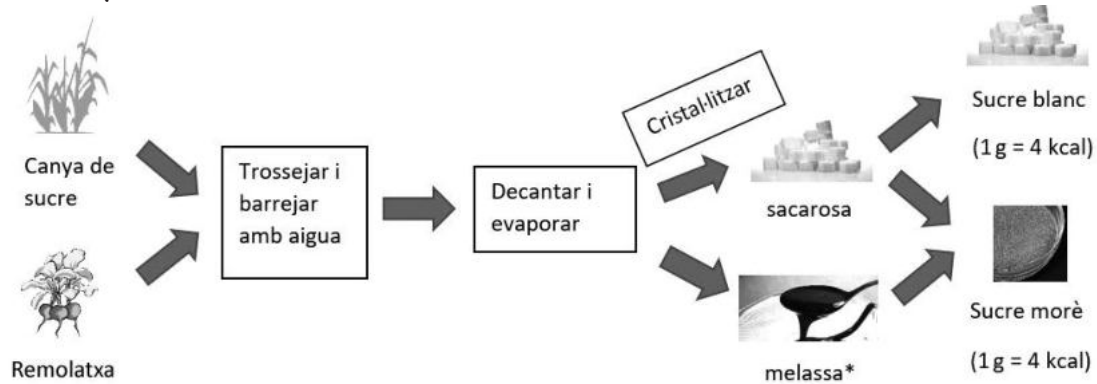 Canya de
sucre
Remolatxa
Trossejar i
barrejar
amb aigua
Decantar i
evaporar
Cristal·litzar
sacarosa
melassa*
Sucre blanc
(1 g = 4 kcal)
Sucre morè
(1 g = 4 kcal)